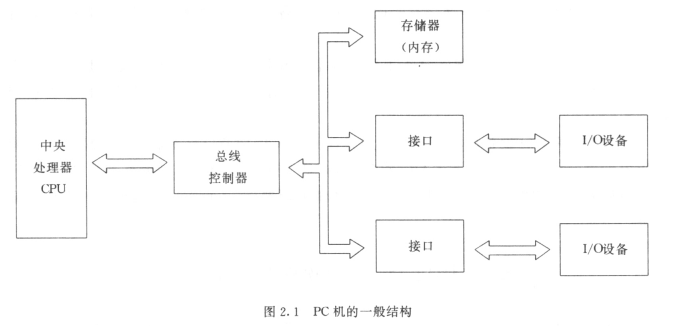 存储器
（内存）
中央
处理器
CPU
总线
控制器
接口
I/O设备
接口
I/O设备
图 2.1 PC 机的一般结构